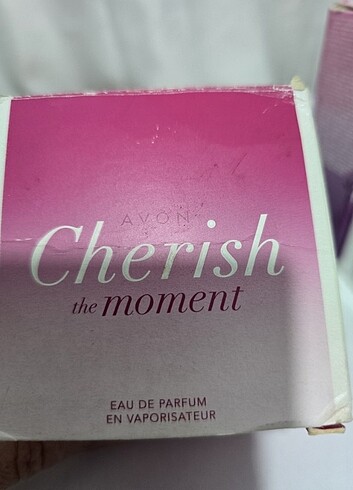 AVON
Cherish
the moment
EAU DE PARFUM
EN VAPORISATEUR